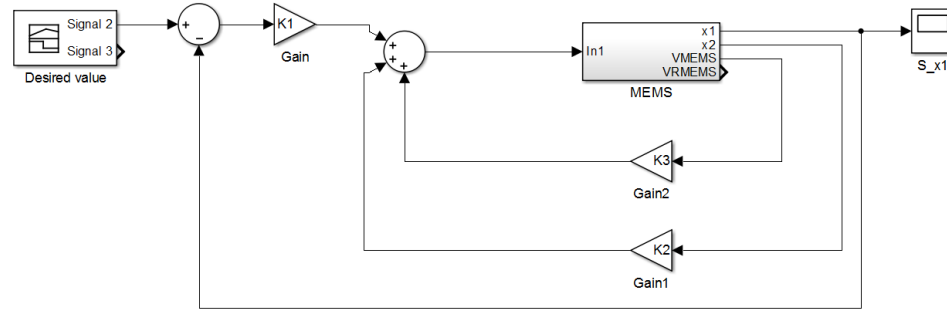 Signal 2
Signal 3
Desired value
+
−
K1
Gain
+
+
+
+
In1
x1
x2
VMEMS
VRMEMS
MEMS
S_x1
K3
Gain2
K2
Gain1